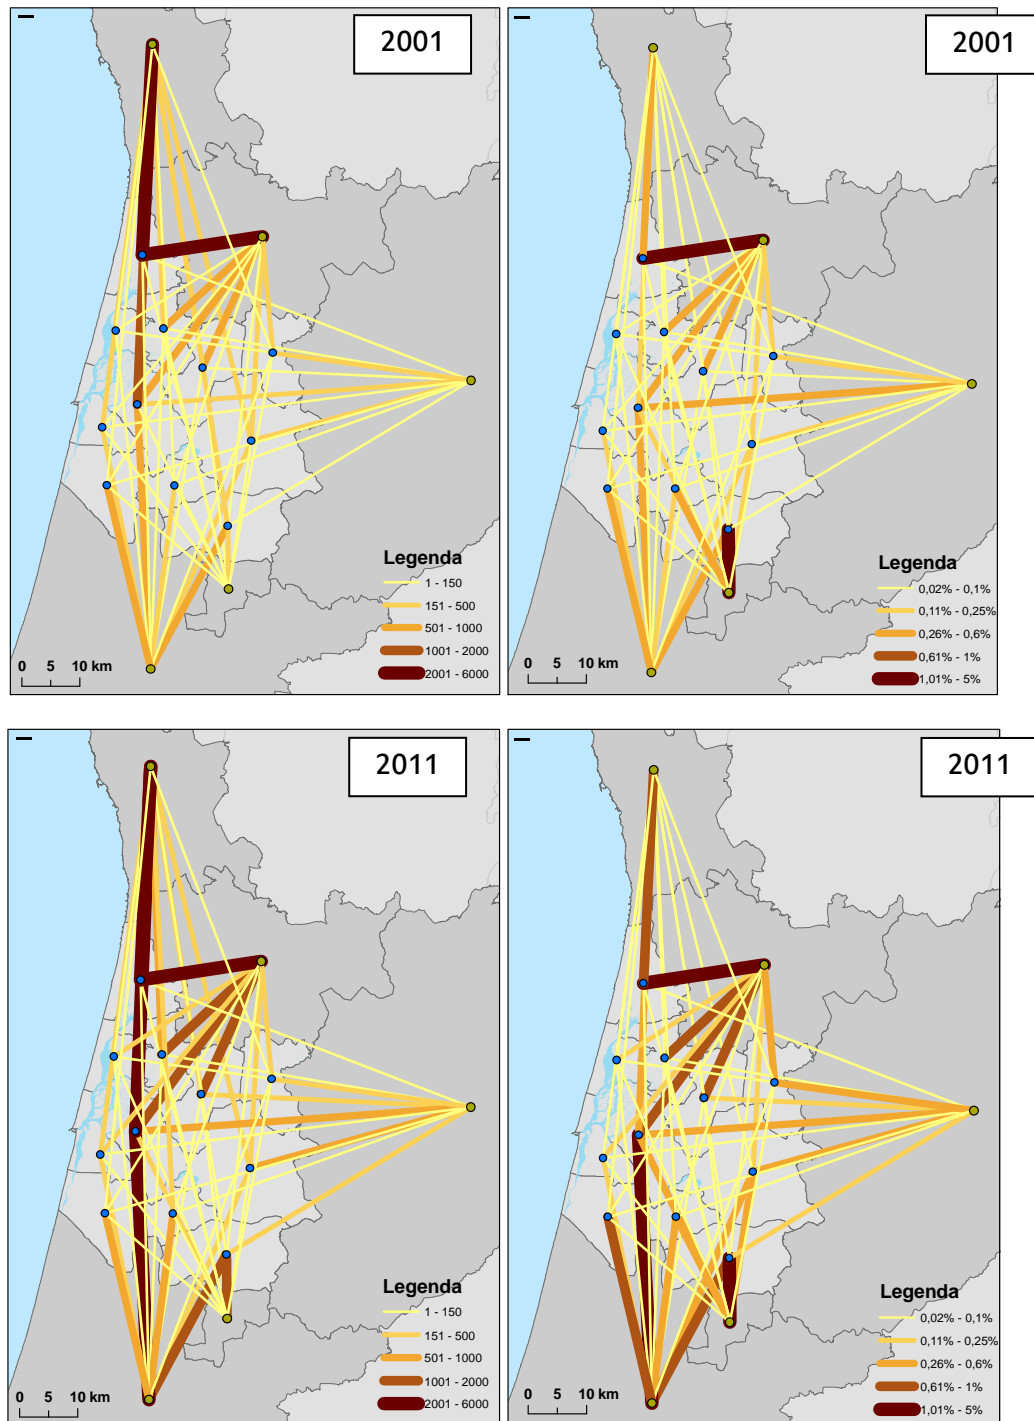 2001
Legenda
1 - 150
151 - 500
501 - 1000
1001 - 2000
2001 - 6000
0 5 10 km
2001
Legenda
0,02% - 0,1%
0,11% - 0,25%
0,26% - 0,6%
0,61% - 1%
1,01% - 5%
0 5 10 km
2011
Legenda
1 - 150
151 - 500
501 - 1000
1001 - 2000
2001 - 6000
0 5 10 km
2011
Legenda
0,02% - 0,1%
0,11% - 0,25%
0,26% - 0,6%
0,61% - 1%
1,01% - 5%
0 5 10 km